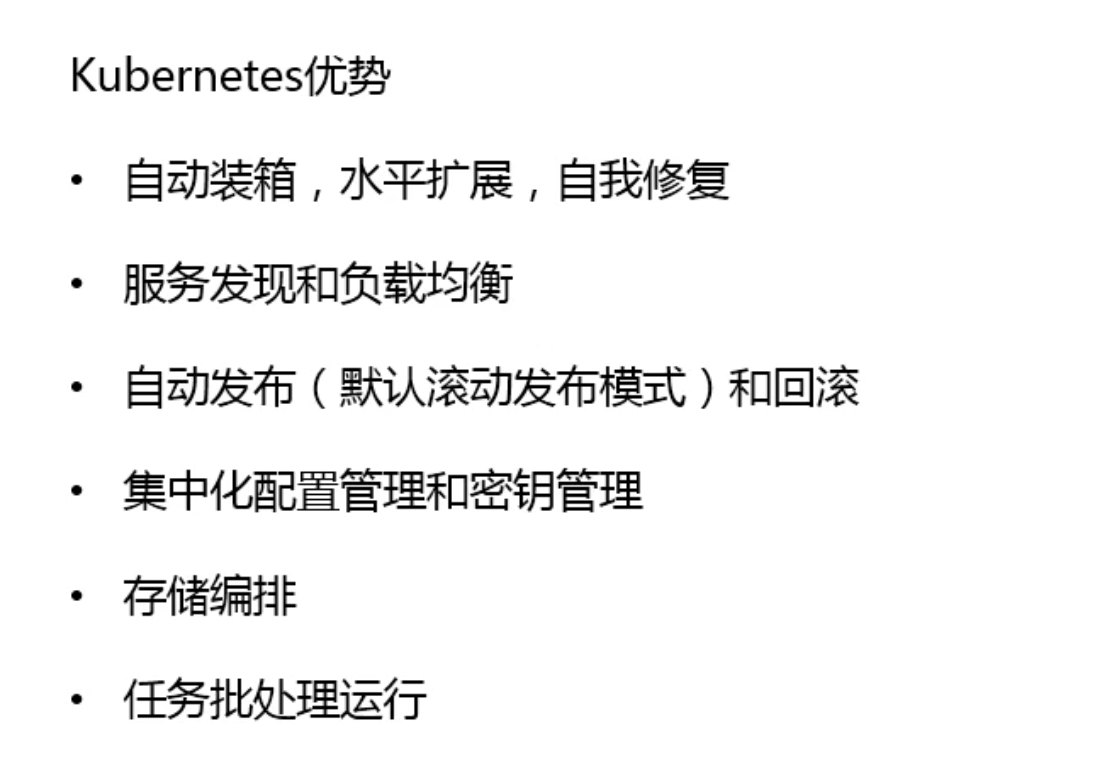 Kubernetes优势
• 自动装箱，水平扩展，自我修复
• 服务发现和负载均衡
• 自动发布（默认滚动发布模式）和回滚
• 集中化配置管理和密钥管理
• 存储编排
• 任务批处理运行